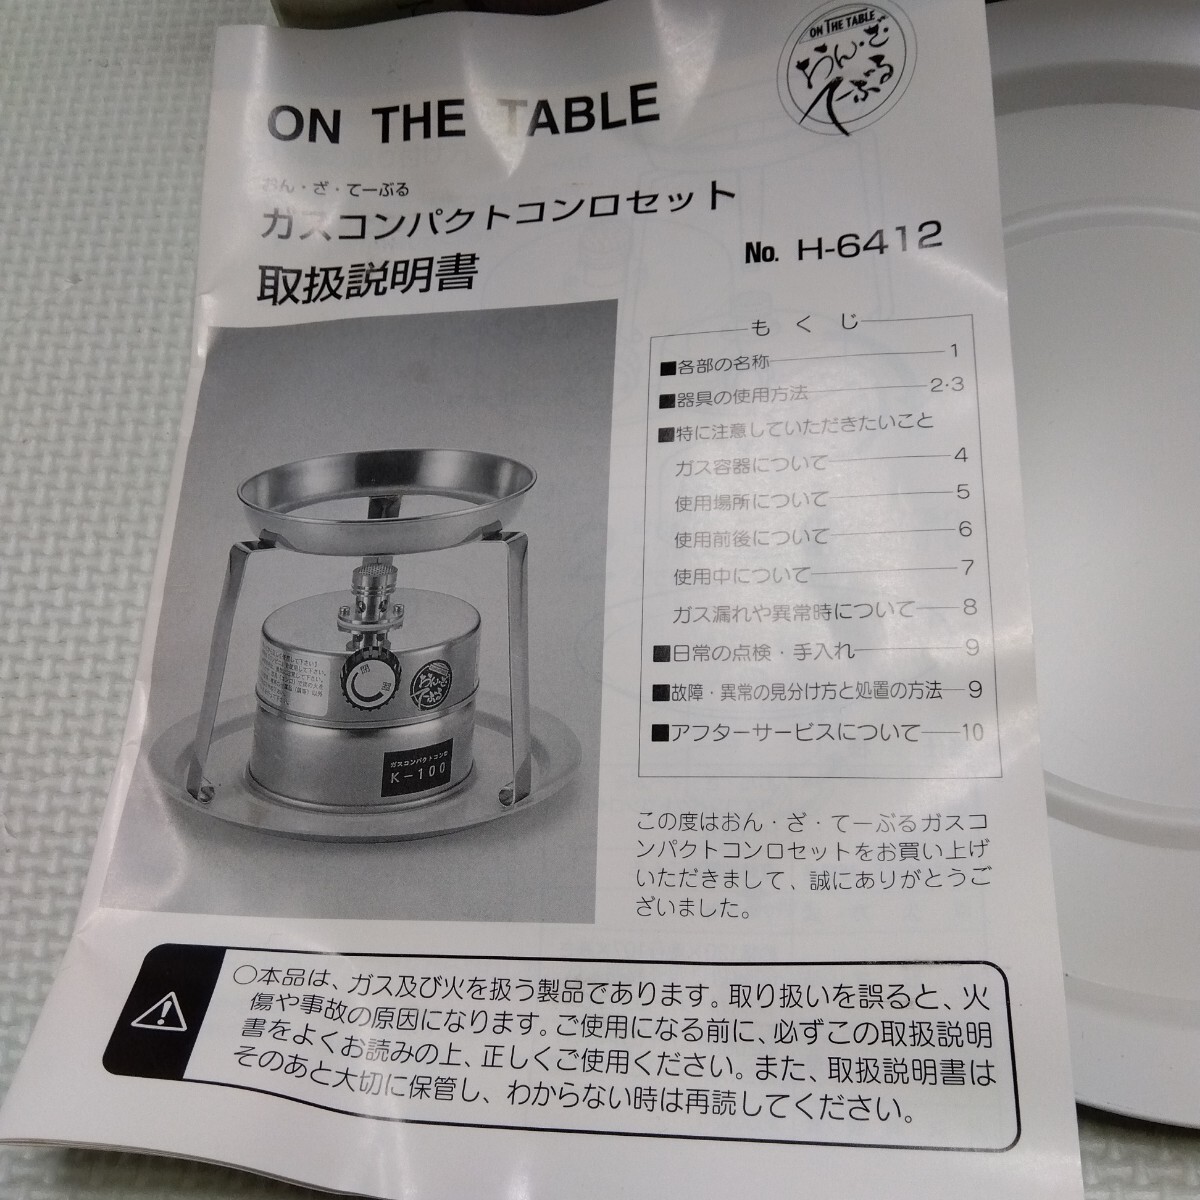 ON THE TABLE
おん・ざ・てーぶる
ON THE TABLE
おん・ざ・てーぶる
ガスコンパクトコンロセット
取扱説明書
No. H-6412
もくじ
■各部の名称 1
■器具の使用方法 2・3
■特に注意していただきたいこと
ガス容器について 4
使用場所について 5
使用前後について 6
使用中について 7
ガス漏れや異常時について 8
■日常の点検・手入れ 9
■故障・異常の見分け方と処置の方法 9
■アフターサービスについて 10
開
おん・ざ・てーぶる
ガスコンパクトコンロ
K-100
この度はおん・ざ・てーぶるガスコ
ンパクトコンロセットをお買い上げ
いただきまして、誠にありがとうご
ざいました。
○本品は、ガス及び火を扱う製品であります。取り扱いを誤ると、火
傷や事故の原因になります。ご使用になる前に、必ずこの取扱説明
書をよくお読みの上、正しくご使用ください。また、取扱説明書は
そのあと大切に保管し、わからない時は再読してください。